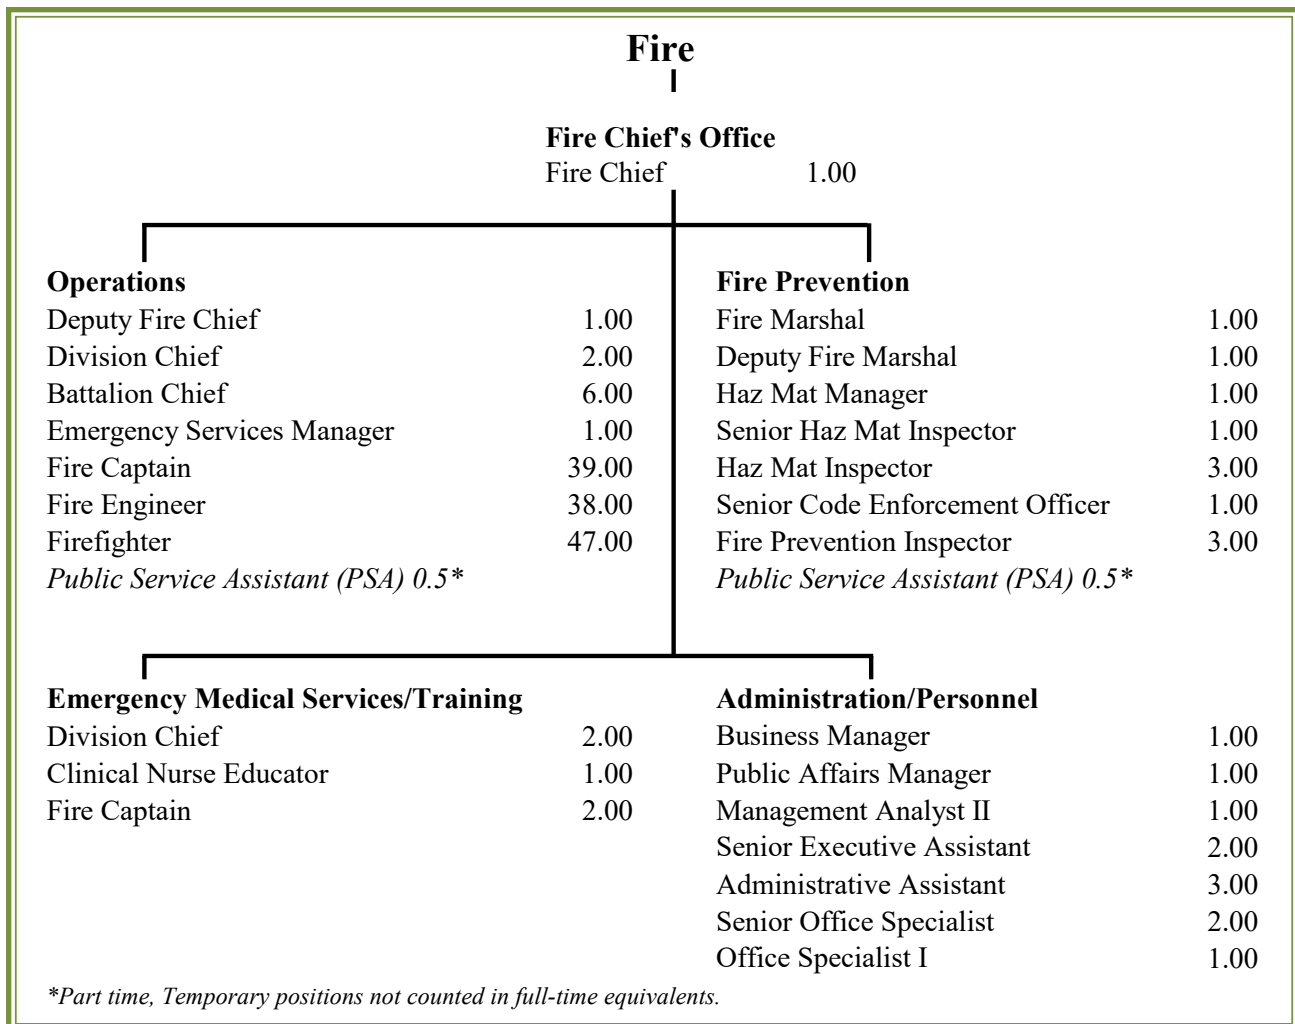 Fire
Fire Chief's Office
Fire Chief 1.00
Operations
Deputy Fire Chief 1.00
Division Chief 2.00
Battalion Chief 6.00
Emergency Services Manager 1.00
Fire Captain 39.00
Fire Engineer 38.00
Firefighter 47.00
Public Service Assistant (PSA) 0.5*
Fire Prevention
Fire Marshal 1.00
Deputy Fire Marshal 1.00
Haz Mat Manager 1.00
Senior Haz Mat Inspector 1.00
Haz Mat Inspector 3.00
Senior Code Enforcement Officer 1.00
Fire Prevention Inspector 3.00
Public Service Assistant (PSA) 0.5*
Emergency Medical Services/Training
Division Chief 2.00
Clinical Nurse Educator 1.00
Fire Captain 2.00
Administration/Personnel
Business Manager 1.00
Public Affairs Manager 1.00
Management Analyst II 1.00
Senior Executive Assistant 2.00
Administrative Assistant 3.00
Senior Office Specialist 2.00
Office Specialist I 1.00
*Part time, Temporary positions not counted in full-time equivalents.